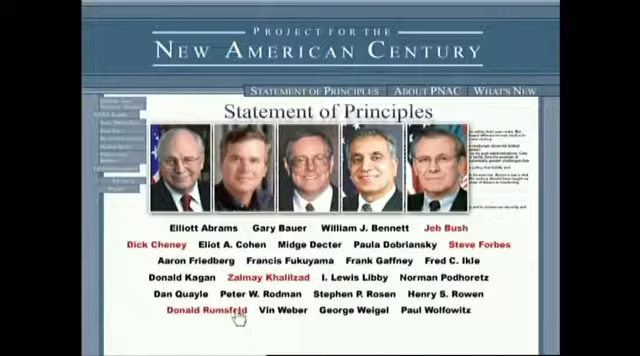 PROJECT FOR THE
NEW AMERICAN CENTURY
STATEMENT OF PRINCIPLES ABOUT PNAC WHAT'S NEW
Statement of Principles
Elliott Abrams Gary Bauer William J. Bennett Jeb Bush
Dick Cheney Eliot A. Cohen Midge Decter Paula Dobriansky Steve Forbes
Aaron Friedberg Francis Fukuyama Frank Gaffney Fred C. Ikle
Donald Kagan Zalmay Khalilzad I. Lewis Libby Norman Podhoretz
Dan Quayle Peter W. Rodman Stephen P. Rosen Henry S. Rowen
Donald Rumsfeld Vin Weber George Weigel Paul Wolfowitz